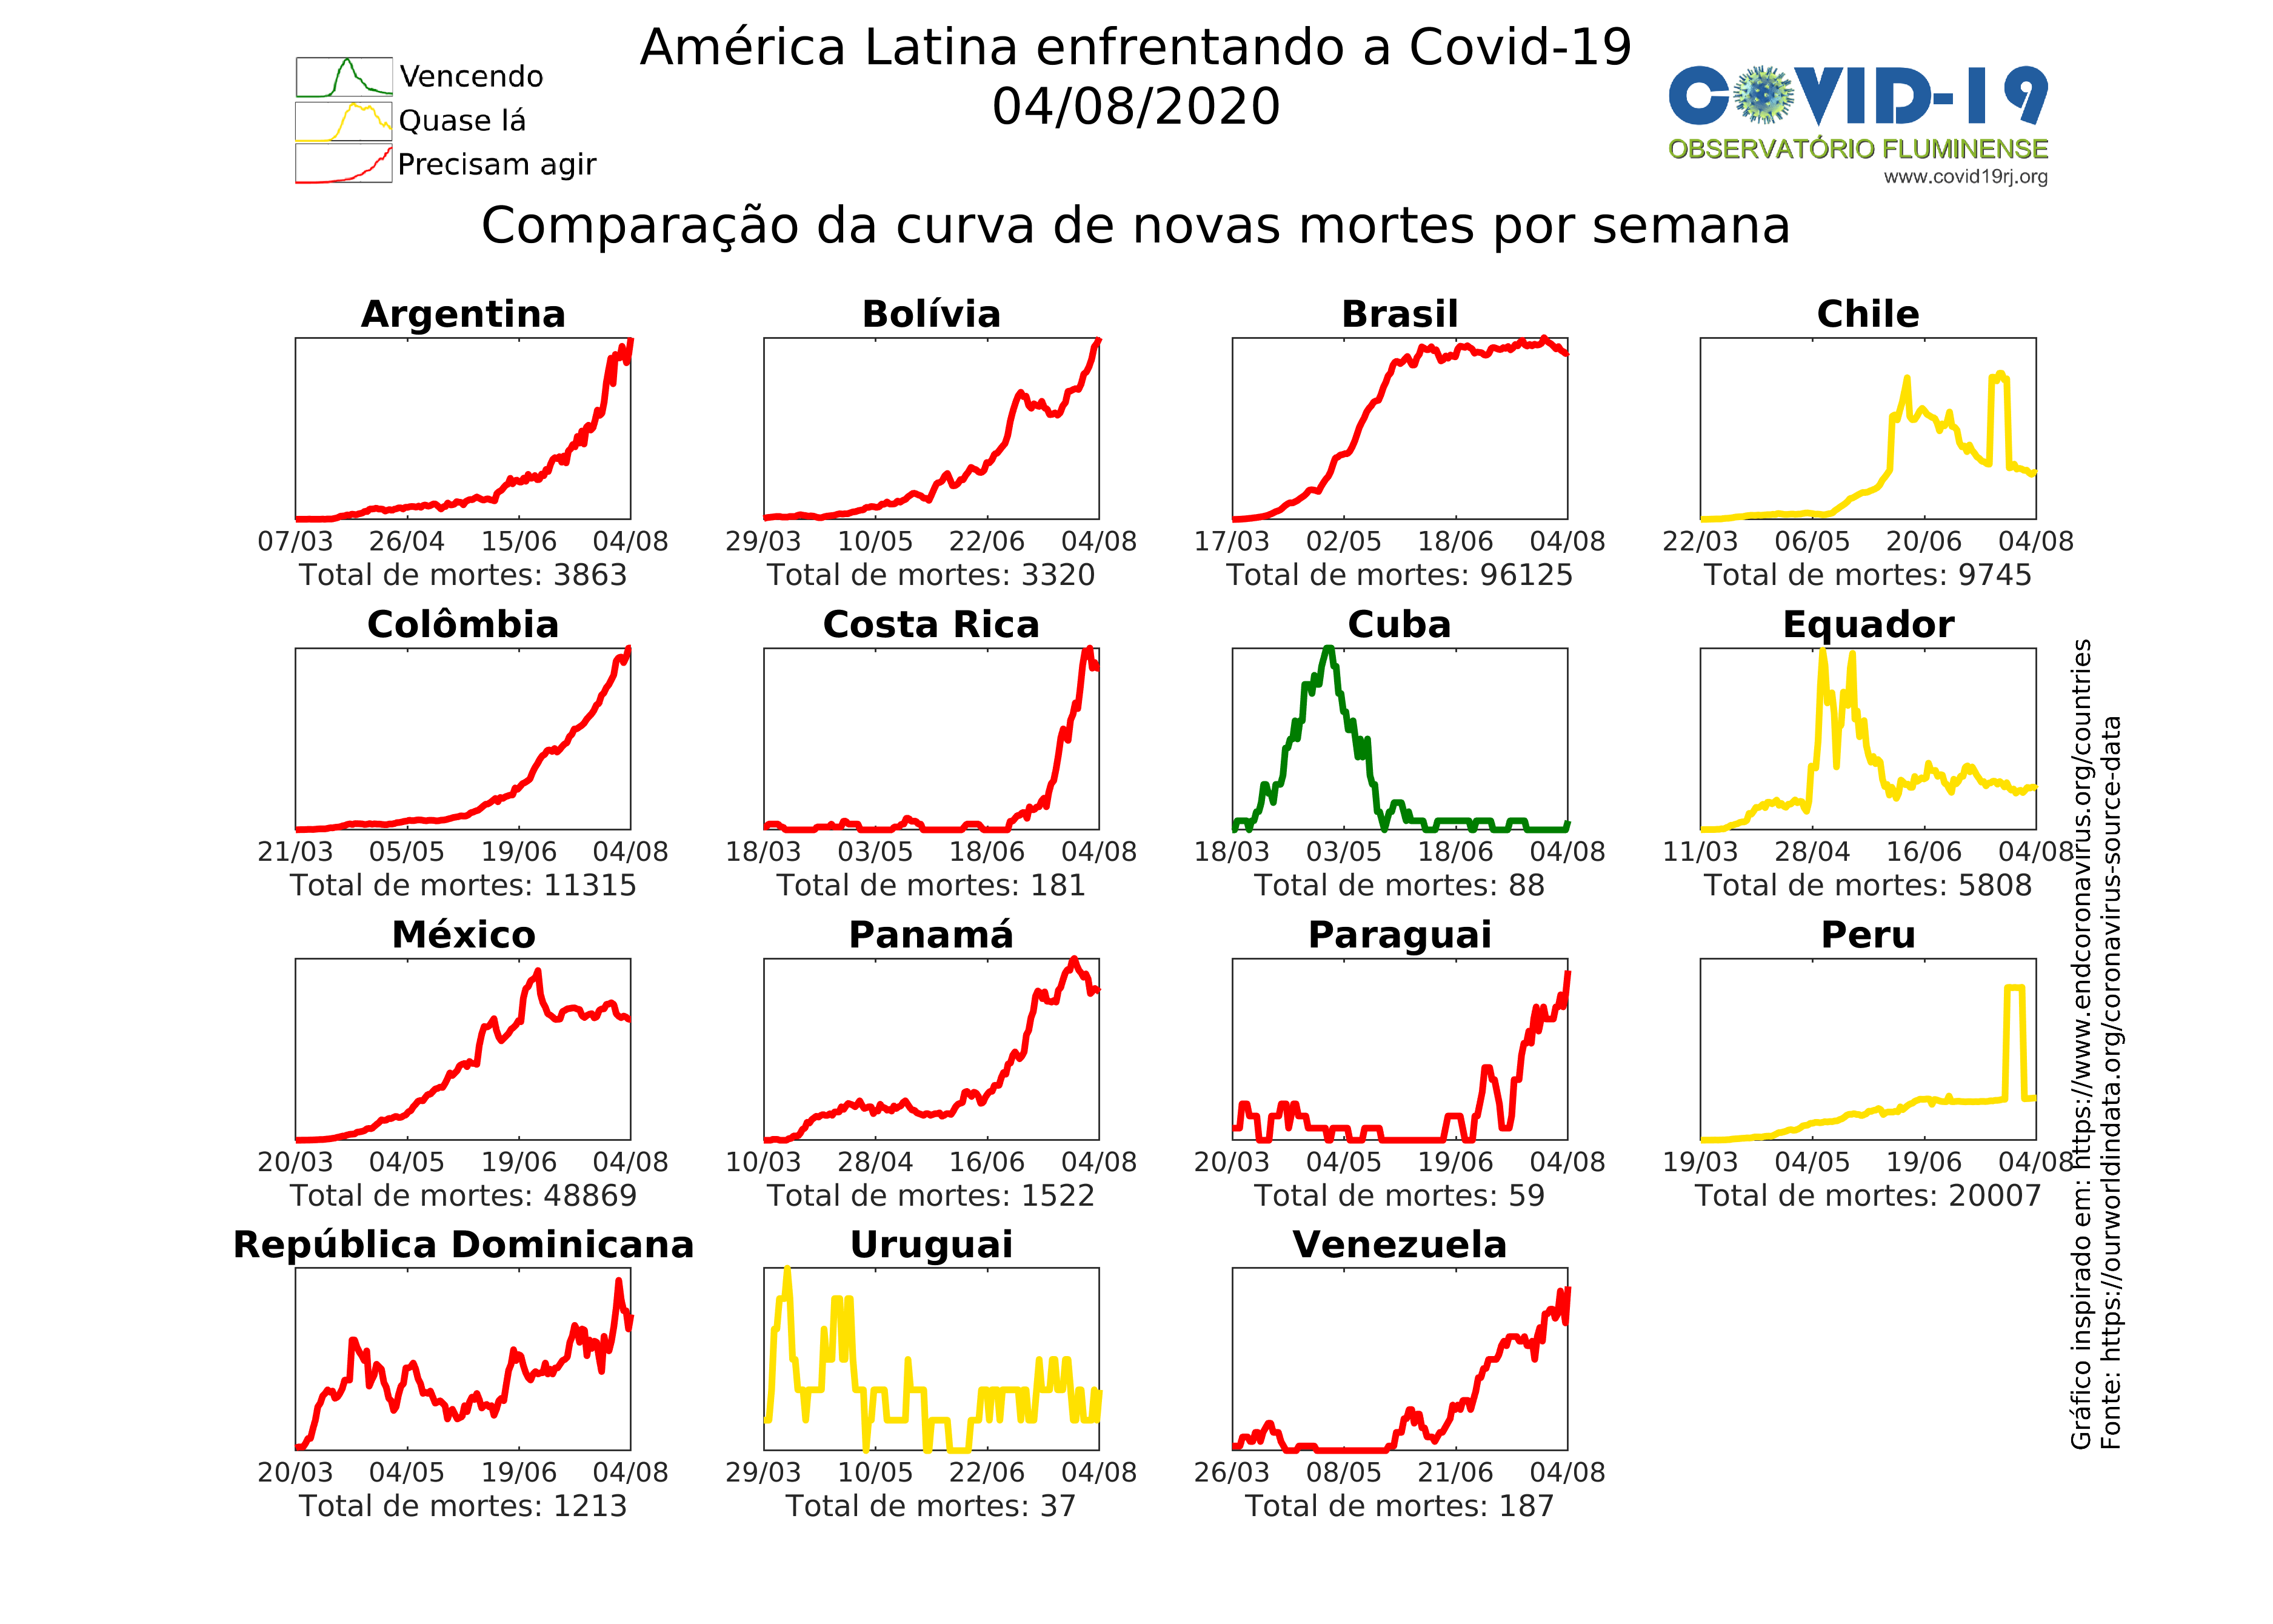 América Latina enfrentando a Covid-19
04/08/2020
Vencendo
Quase lá
Precisam agir
COVID-19
OBSERVATÓRIO FLUMINENSE
www.covid19rj.org
Comparação da curva de novas mortes por semana
Argentina
07/03 26/04 15/06 04/08
Total de mortes: 3863
Bolívia
29/03 10/05 22/06 04/08
Total de mortes: 3320
Brasil
17/03 02/05 18/06 04/08
Total de mortes: 96125
Chile
22/03 06/05 20/06 04/08
Total de mortes: 9745
Colômbia
21/03 05/05 19/06 04/08
Total de mortes: 11315
Costa Rica
18/03 03/05 18/06 04/08
Total de mortes: 181
Cuba
18/03 03/05 18/06 04/08
Total de mortes: 88
Equador
11/03 28/04 16/06 04/08
Total de mortes: 5808
México
20/03 04/05 19/06 04/08
Total de mortes: 48869
Panamá
10/03 28/04 16/06 04/08
Total de mortes: 1522
Paraguai
20/03 04/05 19/06 04/08
Total de mortes: 59
Peru
19/03 04/05 19/06 04/08
Total de mortes: 20007
República Dominicana
20/03 04/05 19/06 04/08
Total de mortes: 1213
Uruguai
29/03 10/05 22/06 04/08
Total de mortes: 37
Venezuela
26/03 08/05 21/06 04/08
Total de mortes: 187
Gráfico inspirado em: https://www.endcoronavirus.org/countries
Fonte: https://ourworldindata.org/coronavirus-source-data